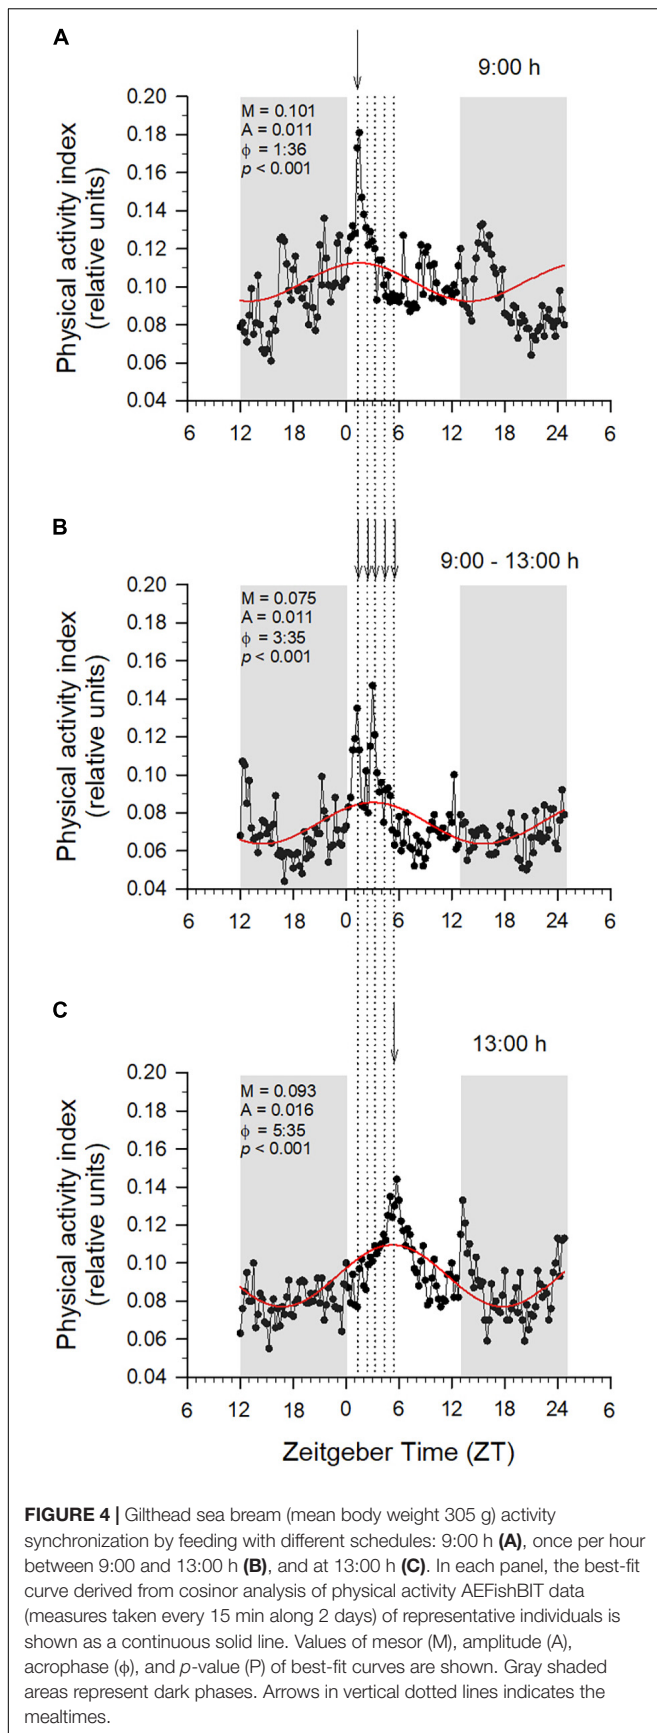 A
9:00 h
M = 0.101
A = 0.011
ϕ = 1:36
p < 0.001
Physical activity index
(relative units)
0.20
0.18
0.16
0.14
0.12
0.10
0.08
0.06
0.04
6 12 18 0 6 12 18 24 6
B
9:00 - 13:00 h
M = 0.075
A = 0.011
ϕ = 3:35
p < 0.001
Physical activity index
(relative units)
0.20
0.18
0.16
0.14
0.12
0.10
0.08
0.06
0.04
6 12 18 0 6 12 18 24 6
C
13:00 h
M = 0.093
A = 0.016
ϕ = 5:35
p < 0.001
Physical activity index
(relative units)
0.20
0.18
0.16
0.14
0.12
0.10
0.08
0.06
0.04
6 12 18 0 6 12 18 24 6
Zeitgeber Time (ZT)
FIGURE 4 | Gilthead sea bream (mean body weight 305 g) activity
synchronization by feeding with different schedules: 9:00 h (A), once per hour
between 9:00 and 13:00 h (B), and at 13:00 h (C). In each panel, the best-fit
curve derived from cosinor analysis of physical activity AEFishBIT data
(measures taken every 15 min along 2 days) of representative individuals is
shown as a continuous solid line. Values of mesor (M), amplitude (A),
acrophase (ϕ), and p-value (P) of best-fit curves are shown. Gray shaded
areas represent dark phases. Arrows in vertical dotted lines indicates the
mealtimes.